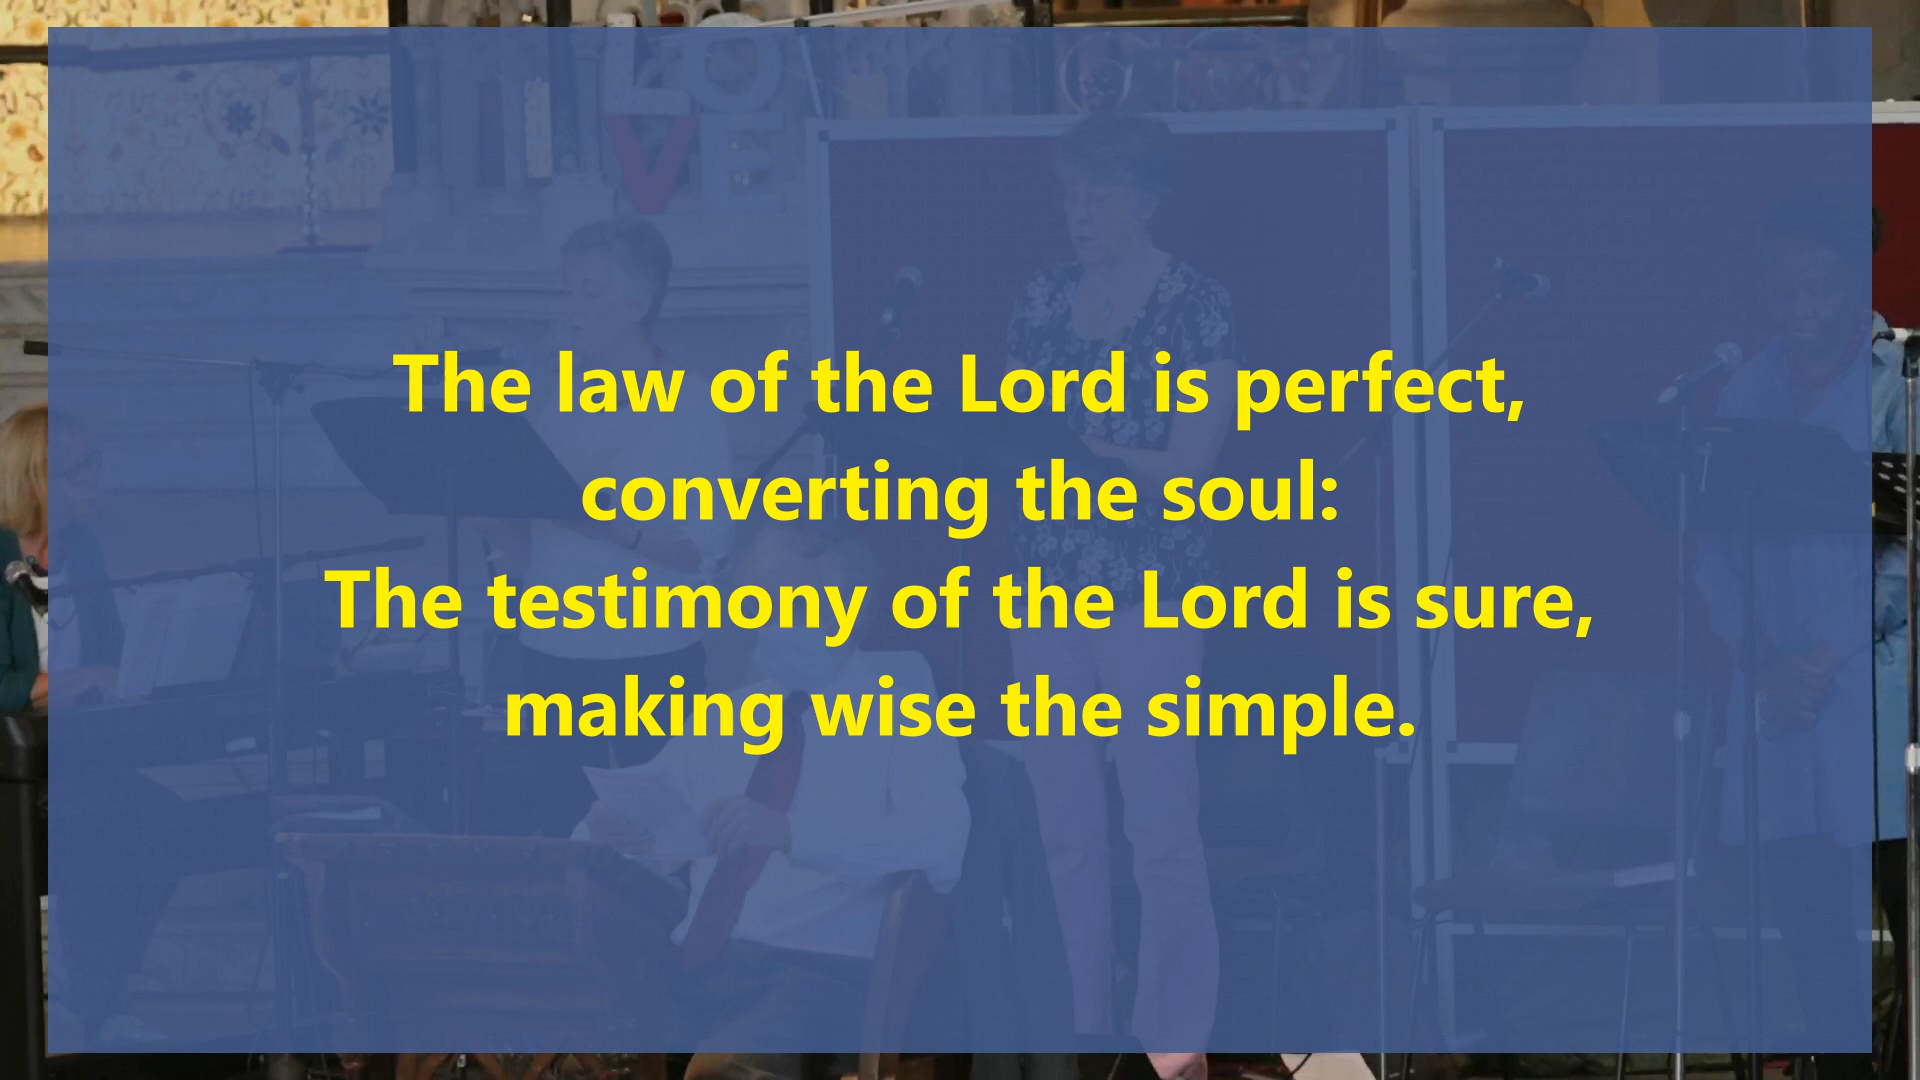 LOVE
The law of the Lord is perfect,
converting the soul:
The testimony of the Lord is sure,
making wise the simple.